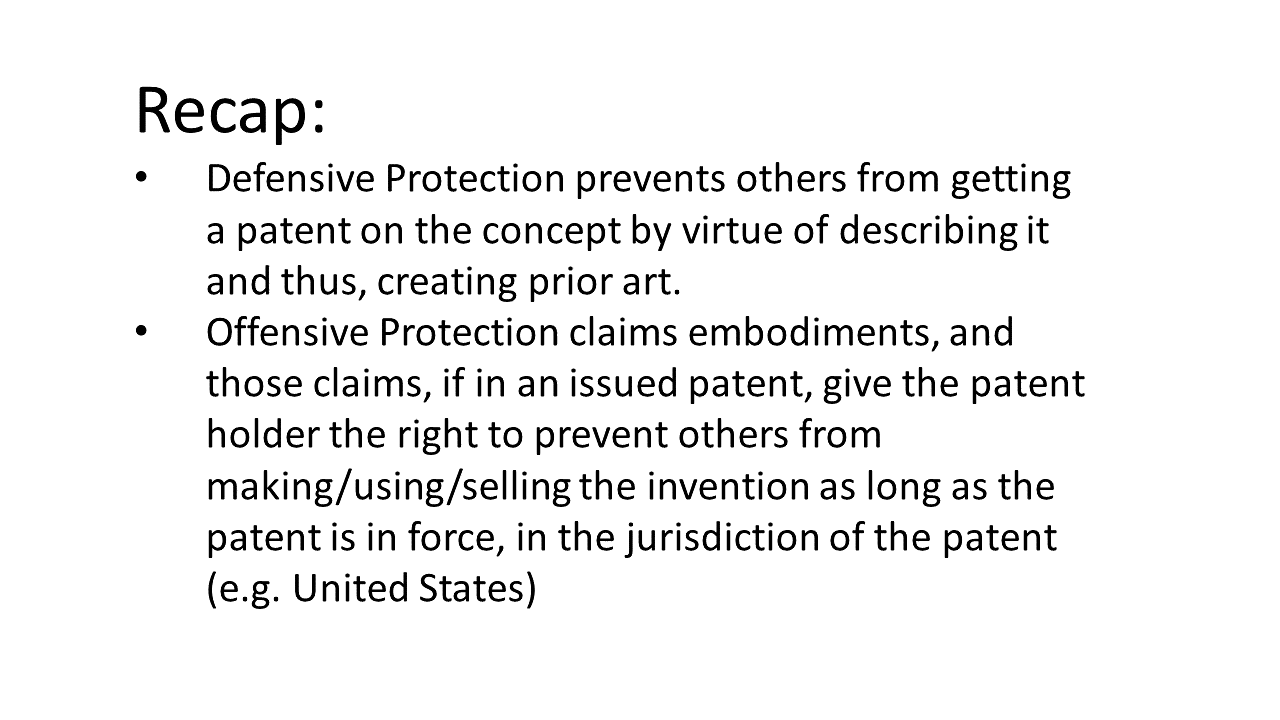 Recap:
• Defensive Protection prevents others from getting
a patent on the concept by virtue of describing it
and thus, creating prior art.
• Offensive Protection claims embodiments, and
those claims, if in an issued patent, give the patent
holder the right to prevent others from
making/using/selling the invention as long as the
patent is in force, in the jurisdiction of the patent
(e.g. United States)